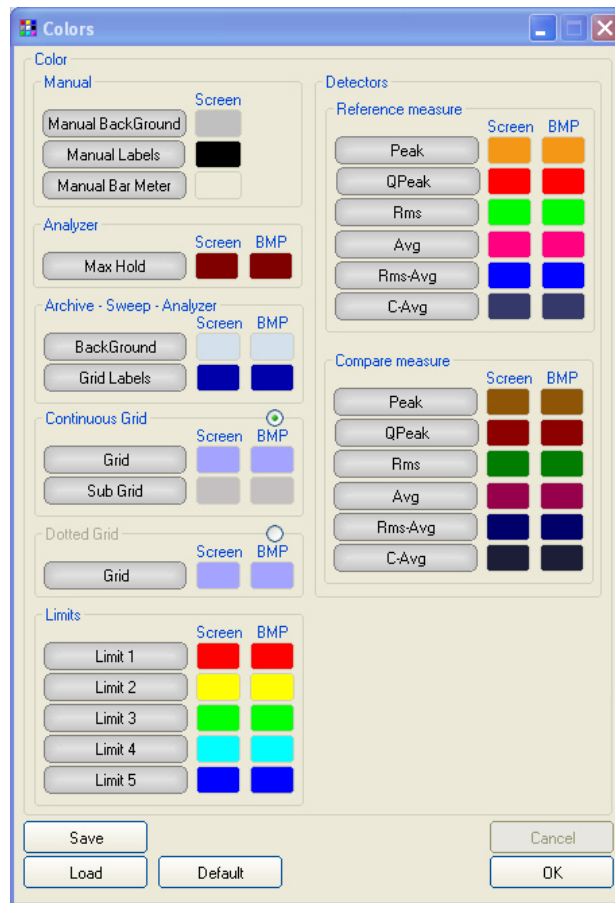 Colors
Color
Manual
Screen
Manual BackGround
Manual Labels
Manual Bar Meter
Analyzer
Screen BMP
Max Hold
Archive - Sweep - Analyzer
Screen BMP
BackGround
Grid Labels
Continuous Grid
Screen BMP
Grid
Sub Grid
Dotted Grid
Screen BMP
Grid
Limits
Screen BMP
Limit 1
Limit 2
Limit 3
Limit 4
Limit 5
Detectors
Reference measure
Screen BMP
Peak
QPeak
Rms
Avg
Rms-Avg
C-Avg
Compare measure
Screen BMP
Peak
QPeak
Rms
Avg
Rms-Avg
C-Avg
Save
Cancel
Load Default OK